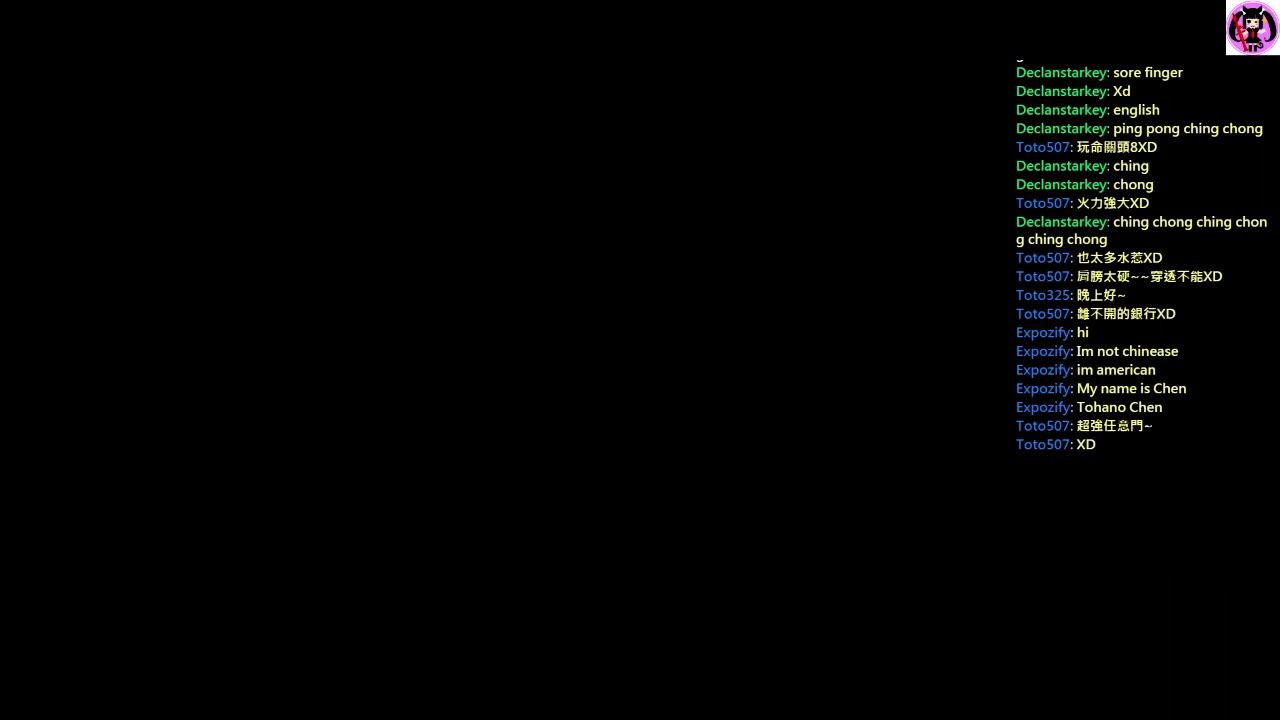 Declanstarkey: sore finger
Declanstarkey: Xd
Declanstarkey: english
Declanstarkey: ping pong ching chong
Toto507: 玩命關頭8XD
Declanstarkey: ching
Declanstarkey: chong
Toto507: 火力強大XD
Declanstarkey: ching chong ching chon
g ching chong
Toto507: 也太多水惹XD
Toto507: 肩膀太硬~~穿透不能XD
Toto325: 晚上好~
Toto507: 離不開的銀行XD
Expozify: hi
Expozify: Im not chinease
Expozify: im american
Expozify: My name is Chen
Expozify: Tohano Chen
Toto507: 超強任意門~
Toto507: XD